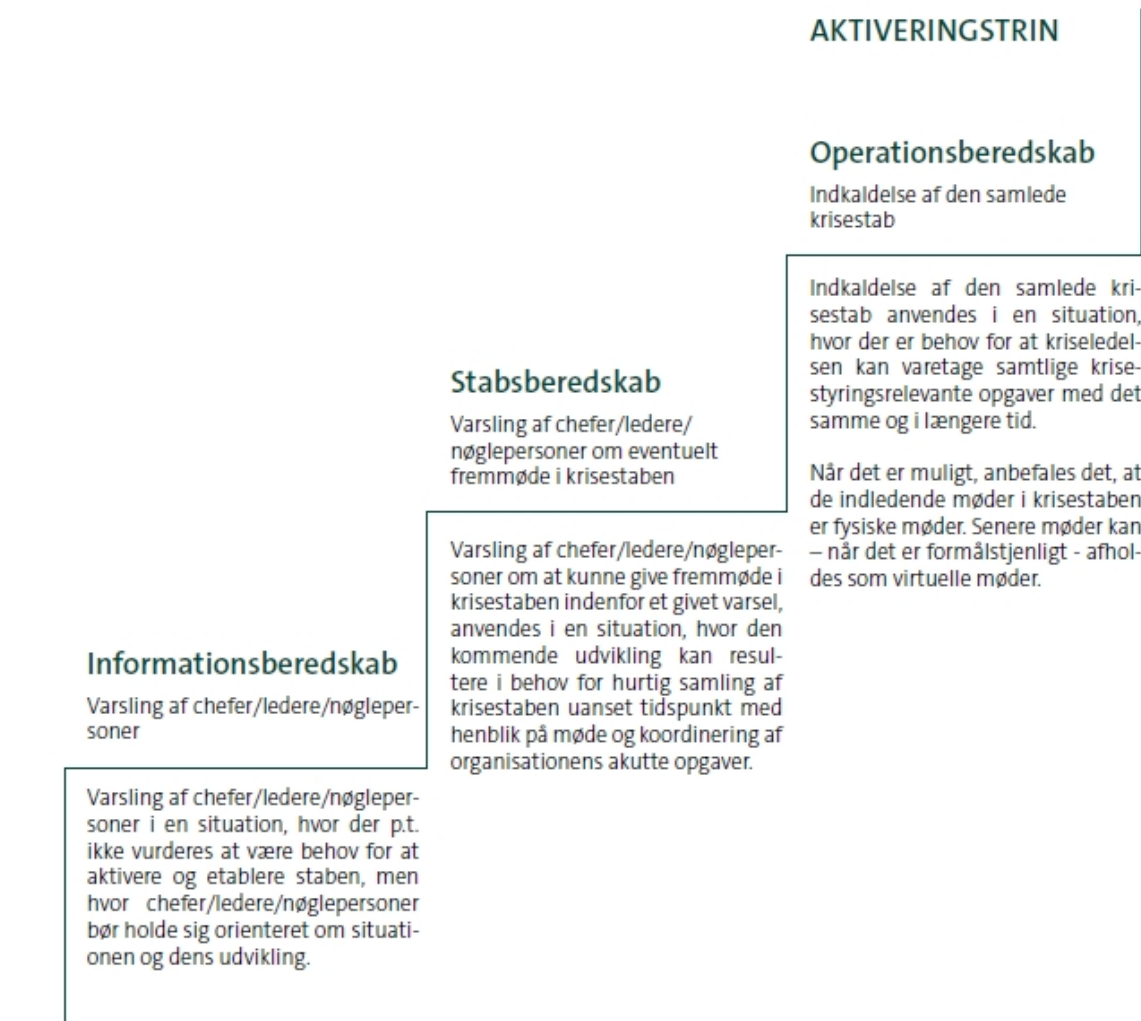 AKTIVERINGSTRIN
Operationsberedskab
Indkaldelse af den samlede
krisestab
Indkaldelse af den samlede kri-
sestab anvendes i en situation,
hvor der er behov for at kriseledel-
sen kan varetage samtlige krise-
styringsrelevante opgaver med det
samme og i længere tid.
Når det er muligt, anbefales det, at
de indledende møder i krisestaben
er fysiske møder. Senere møder kan
– når det er formålstjenligt - afhol-
des som virtuelle møder.
Stabsberedskab
Varsling af chefer/ledere/
nøglepersoner om eventuelt
fremmøde i krisestaben
Varsling af chefer/ledere/nøgleper-
soner om at kunne give fremmøde i
krisestaben indenfor et givet varsel,
anvendes i en situation, hvor den
kommende udvikling kan resul-
tere i behov for hurtig samling af
krisestaben uanset tidspunkt med
henblik på møde og koordinering af
organisationens akutte opgaver.
Informationsberedskab
Varsling af chefer/ledere/nøgleper-
soner
Varsling af chefer/ledere/nøgleper-
soner i en situation, hvor der p.t.
ikke vurderes at være behov for at
aktivere og etablere staben, men
hvor chefer/ledere/nøglepersoner
bør holde sig orienteret om situati-
onen og dens udvikling.